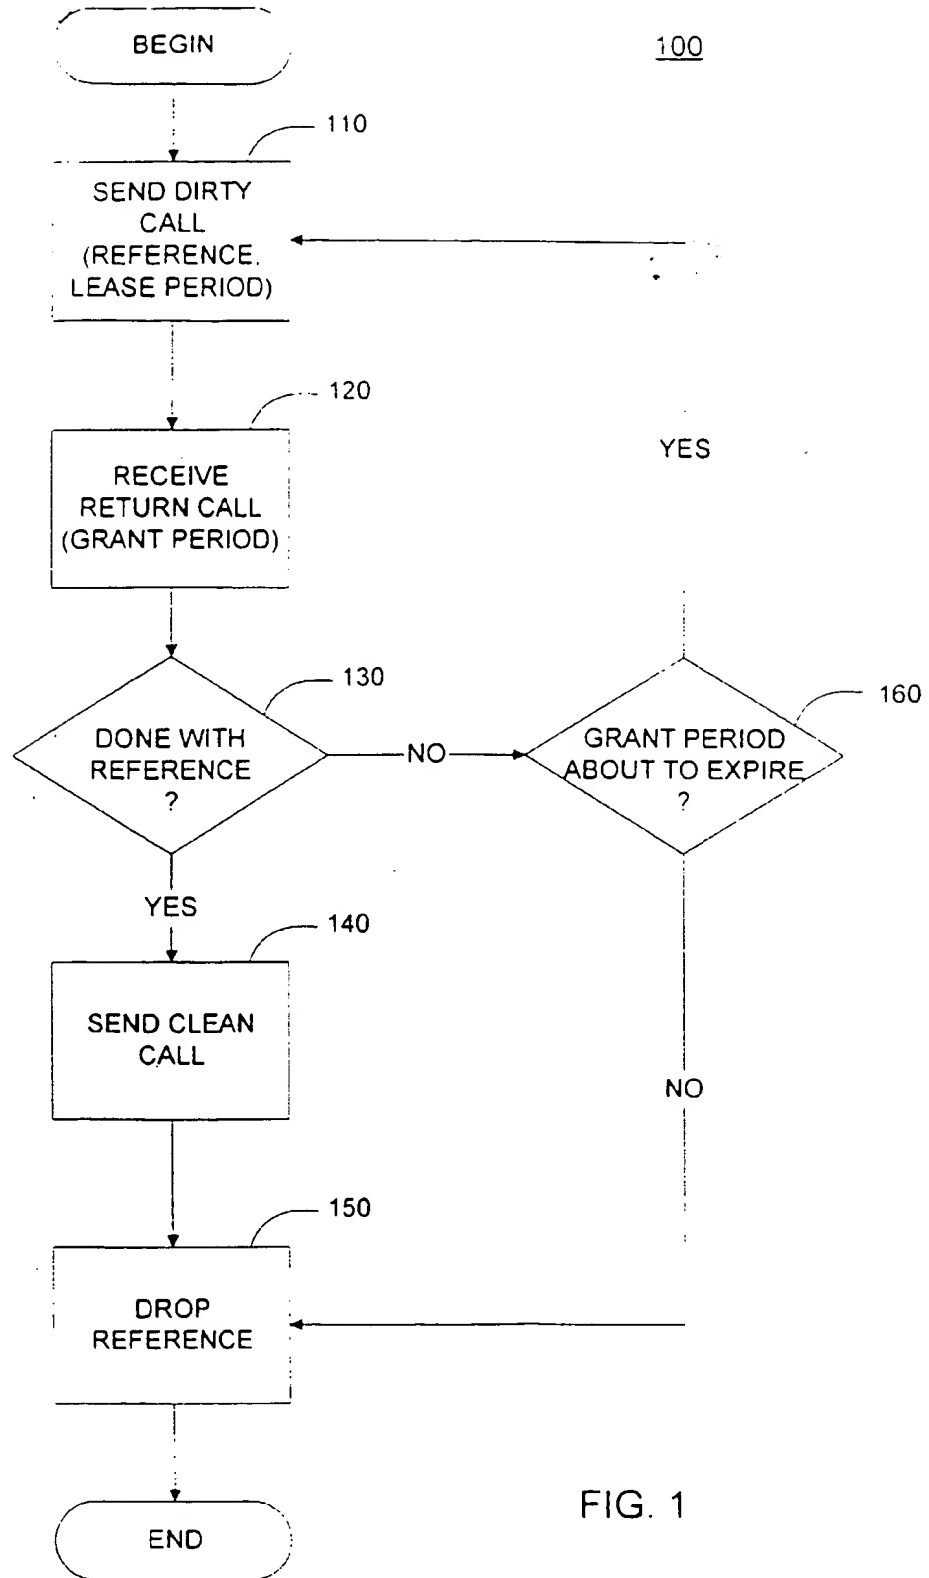 BEGIN
100
110
SEND DIRTY
CALL
(REFERENCE,
LEASE PERIOD)
120
RECEIVE
RETURN CALL
(GRANT PERIOD)
YES
130
DONE WITH
REFERENCE
?
NO
160
GRANT PERIOD
ABOUT TO EXPIRE
?
YES
140
SEND CLEAN
CALL
NO
150
DROP
REFERENCE
END
FIG. 1